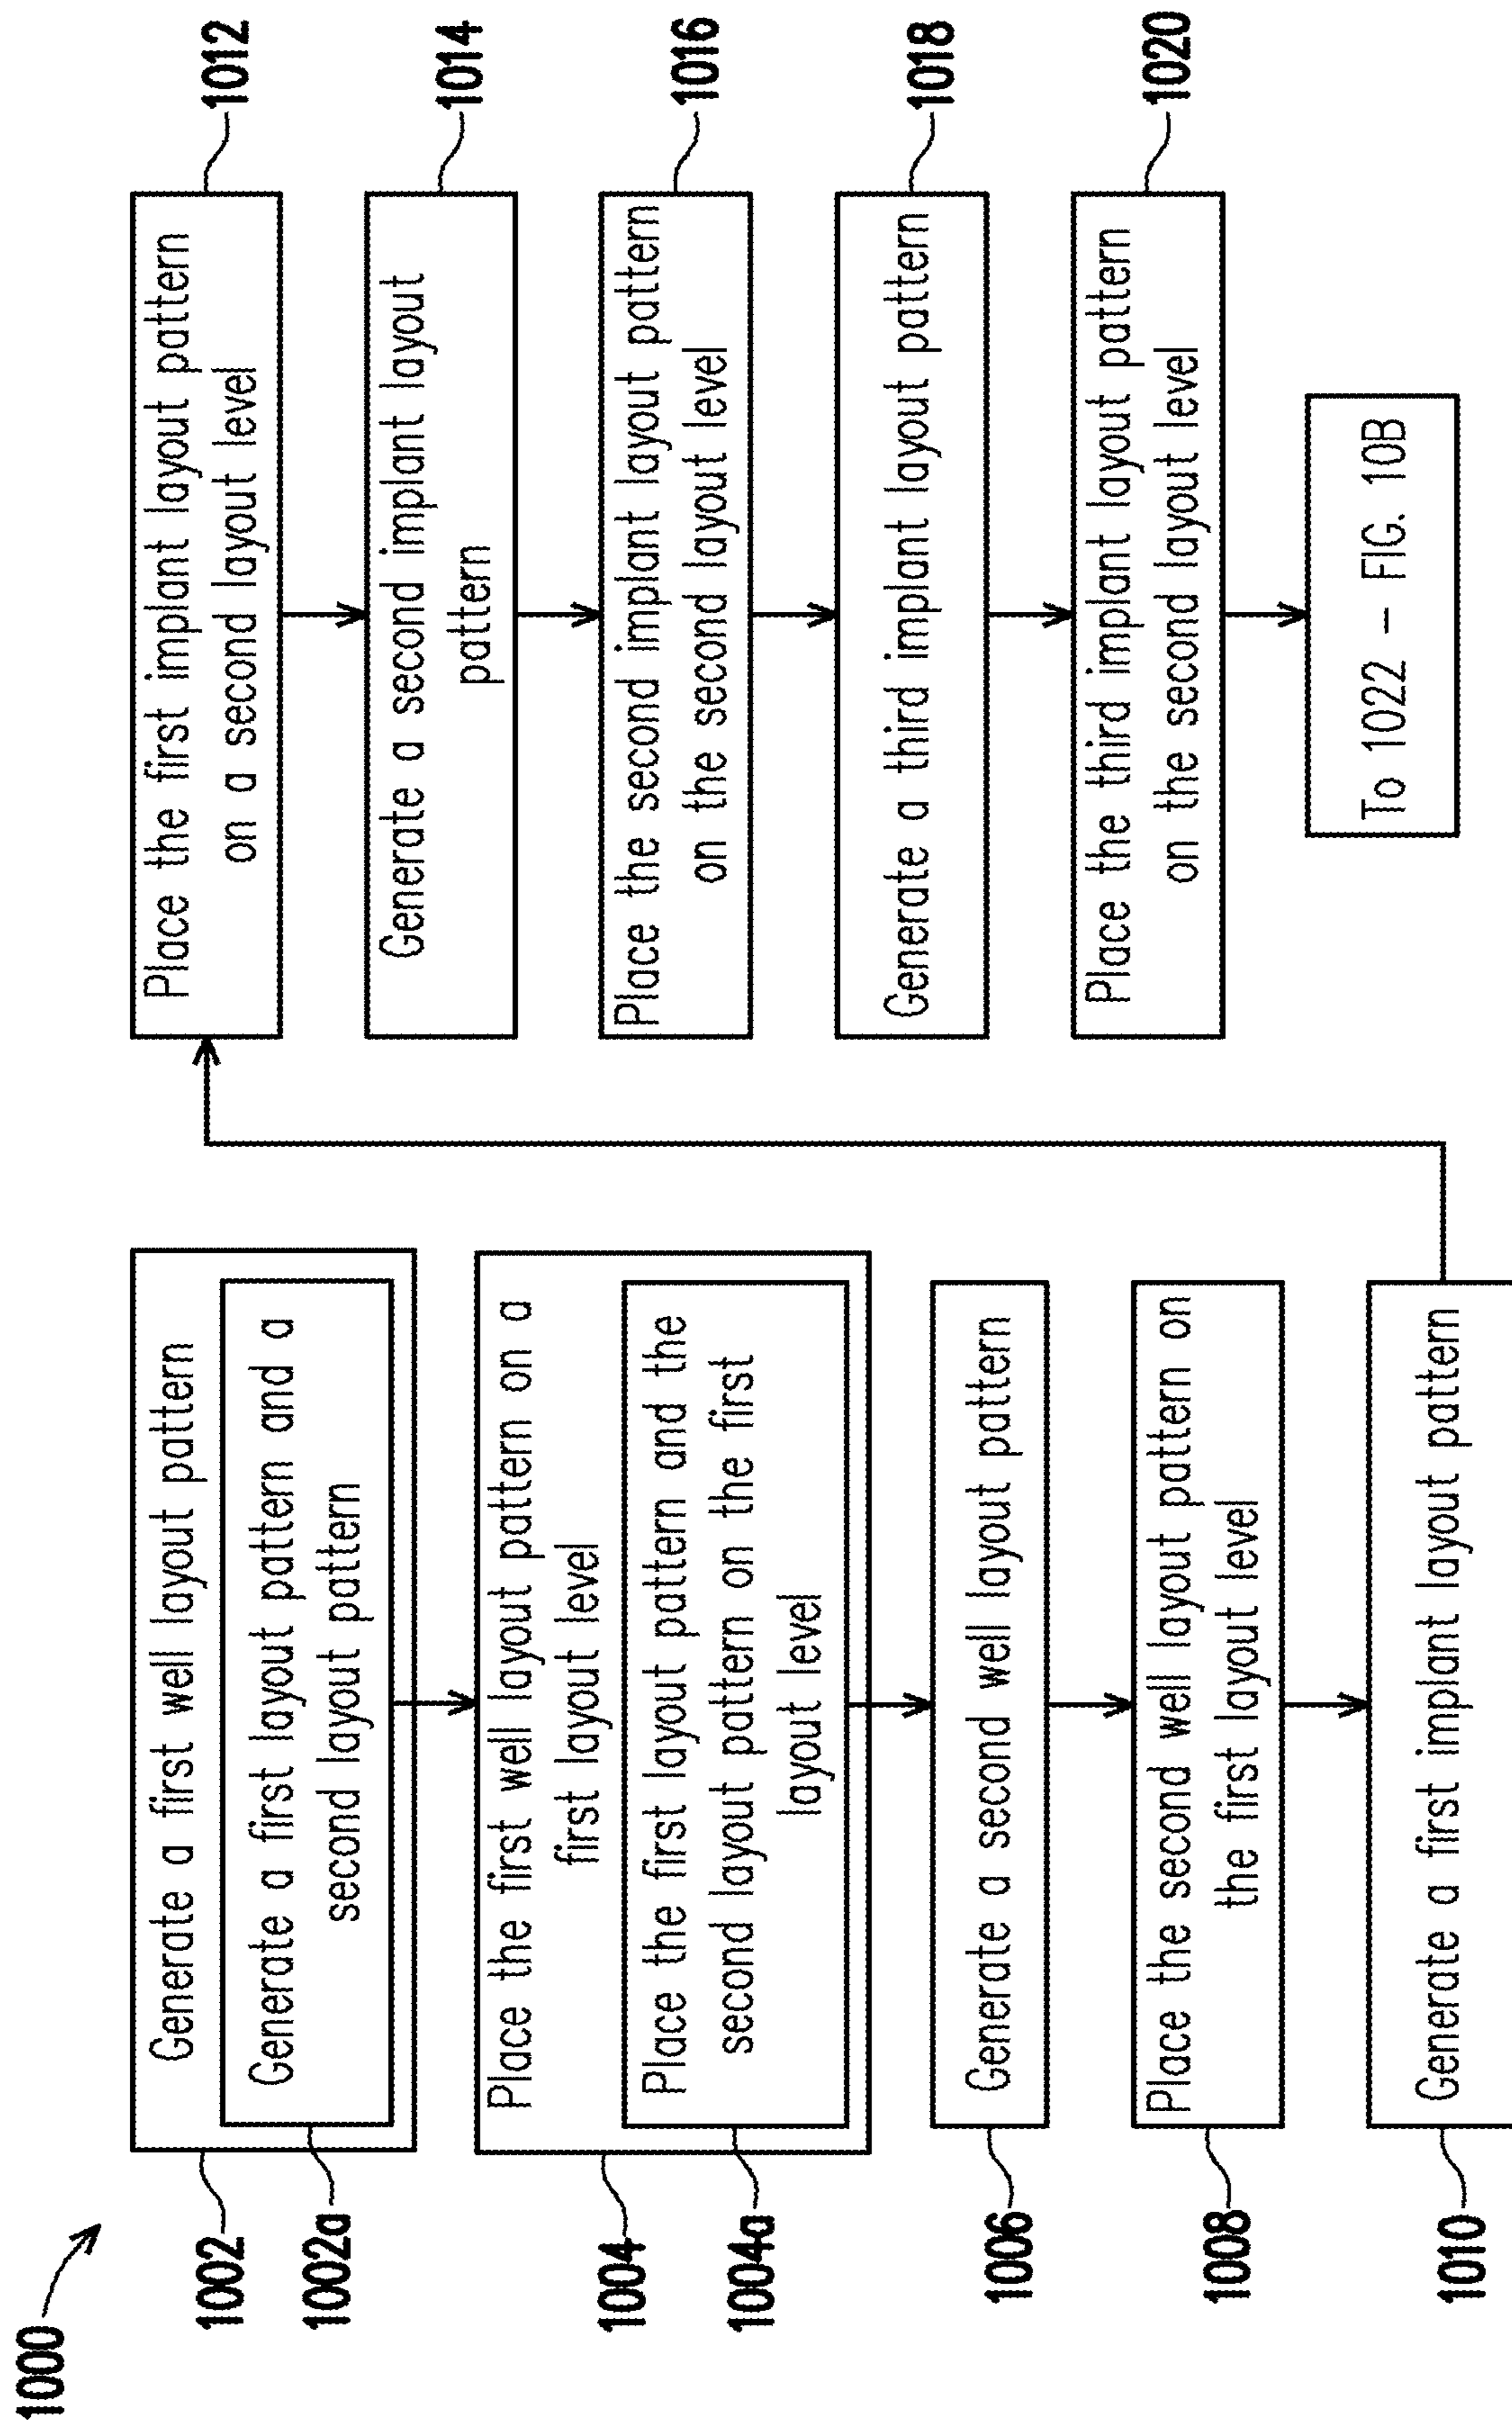 1000
1002
Generate a first well layout pattern
1002a
Generate a first layout pattern and a
second layout pattern
1004
Place the first well layout pattern on a
first layout level
1004a
Place the first layout pattern and the
second layout pattern on the first
layout level
1006
Generate a second well layout pattern
1008
Place the second well layout pattern on
the first layout level
1010
Generate a first implant layout pattern
Place the first implant layout pattern
on a second layout level
1012
Generate a second implant layout
pattern
1014
Place the second implant layout pattern
on the second layout level
1016
Generate a third implant layout pattern
1018
Place the third implant layout pattern
on the second layout level
1020
To 1022 – FIG. 10B